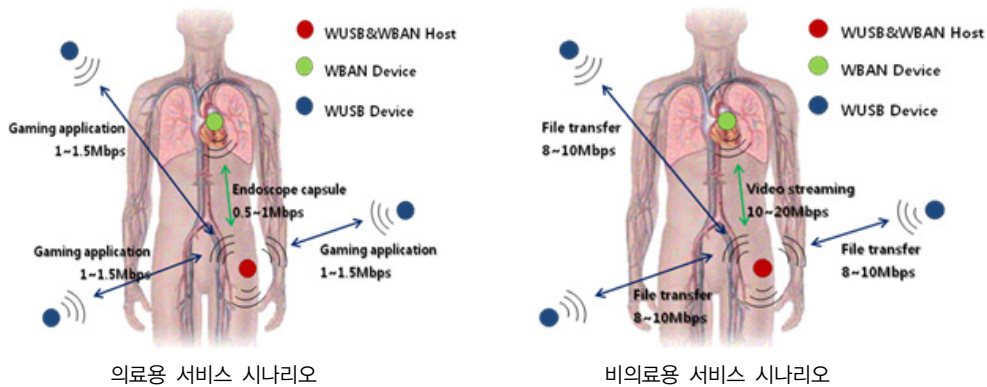 WUSB&WBAN Host
WBAN Device
WUSB Device
Gaming application
1~1.5Mbps
Endoscope capsule
0.5~1Mbps
Gaming application
1~1.5Mbps
Gaming application
1~1.5Mbps
의료용 서비스 시나리오
WUSB&WBAN Host
WBAN Device
WUSB Device
File transfer
8~10Mbps
Video streaming
10~20Mbps
File transfer
8~10Mbps
File transfer
8~10Mbps
비의료용 서비스 시나리오